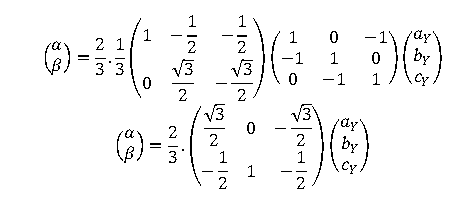 (α β) = 2/3 . 1/3 (1 -1/2 -1/2 0 √3/2 -√3/2) (1 0 -1 -1 1 0 0 -1 1) (a_Y b_Y c_Y)
(α β) = 2/3 . (√3/2 0 -√3/2 -1/2 1 -1/2) (a_Y b_Y c_Y)